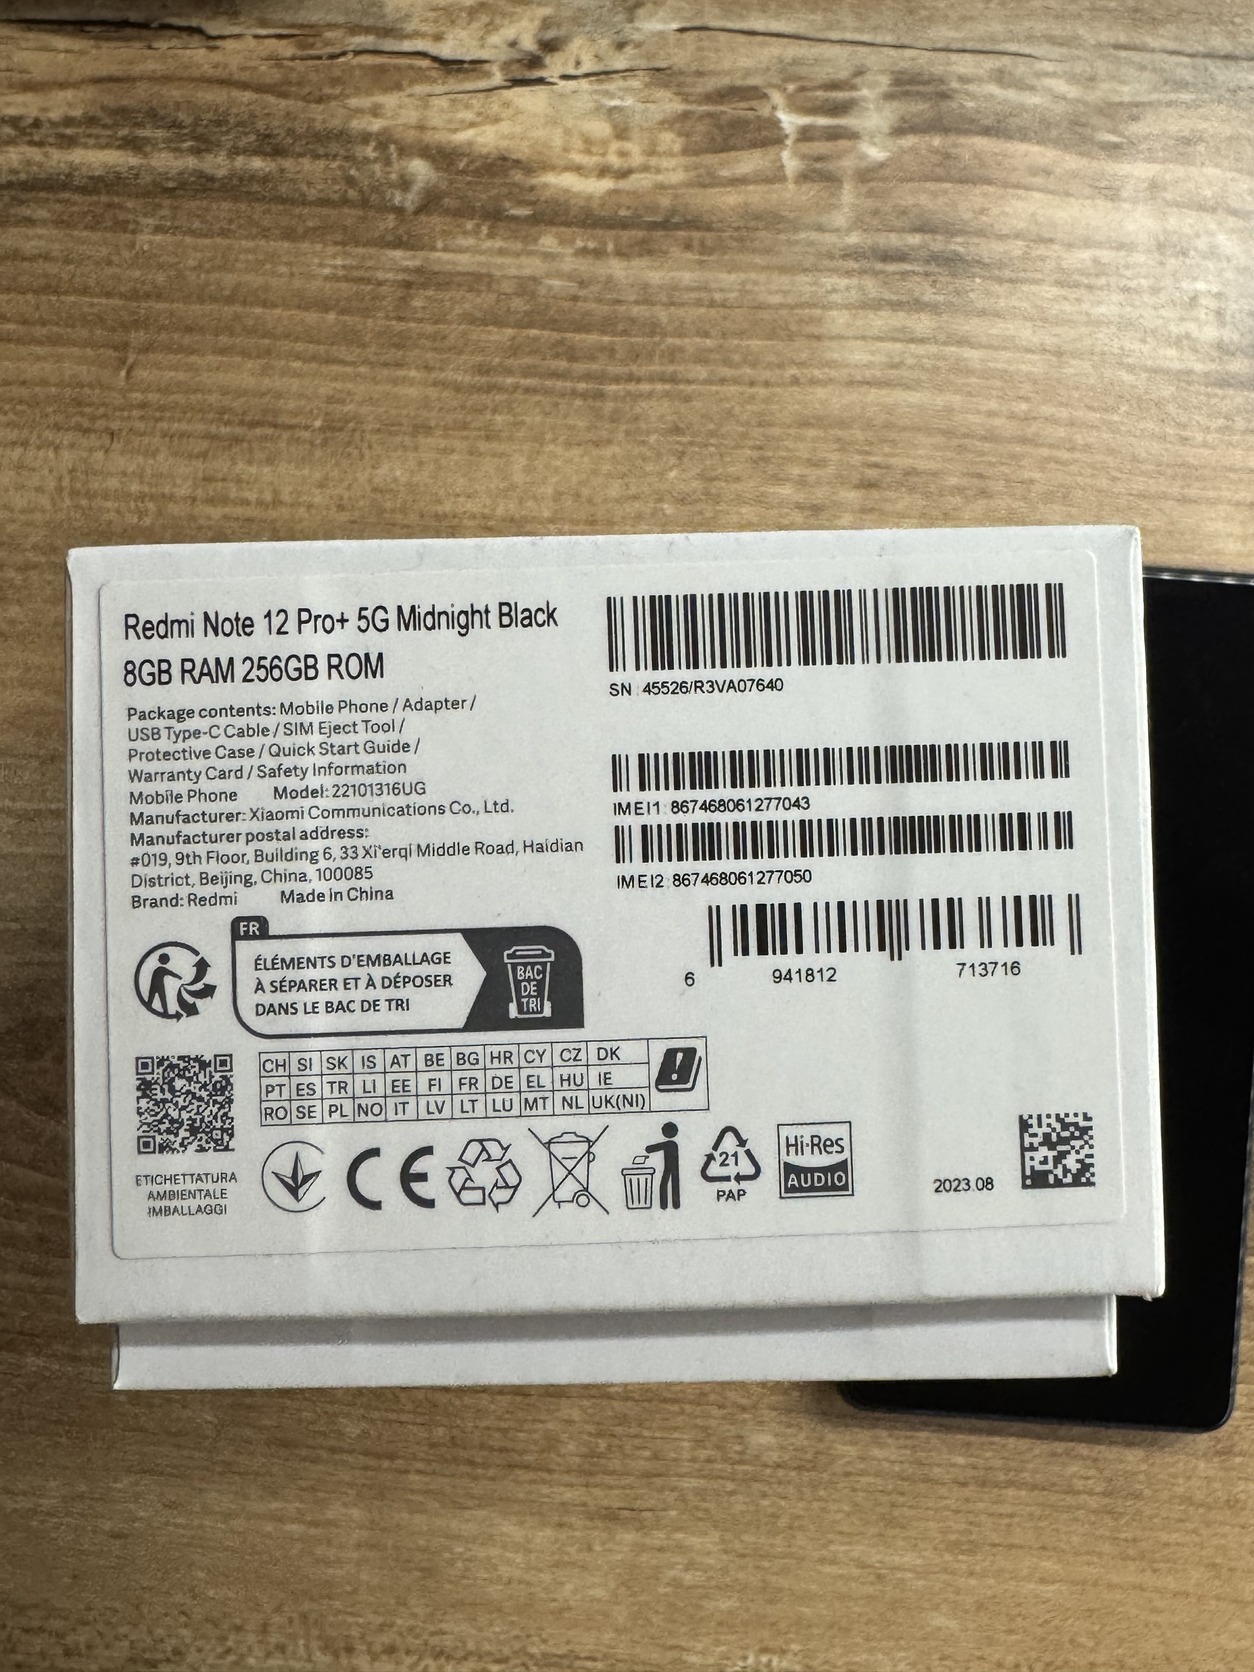 Redmi Note 12 Pro+ 5G Midnight Black
8GB RAM 256GB ROM
Package contents: Mobile Phone / Adapter /
USB Type-C Cable / SIM Eject Tool /
Protective Case / Quick Start Guide /
Warranty Card / Safety Information
Mobile Phone Model: 22101316UG
Manufacturer: Xiaomi Communications Co., Ltd.
Manufacturer postal address:
#019, 9th Floor, Building 6, 33 Xi'erqi Middle Road, Haidian
District, Beijing, China, 100085
Brand: Redmi Made in China
SN : 45526/R3VA07640
IMEI1: 867468061277043
IMEI2: 867468061277050
6 941812 713716
FR
ÉLÉMENTS D'EMBALLAGE
À SÉPARER ET À DÉPOSER
DANS LE BAC DE TRI
BAC
DE
TRI
CH SI SK IS AT BE BG HR CY CZ DK
PT ES TR LI EE FI FR DE EL HU IE
RO SE PL NO IT LV LT LU MT NL UK(NI)
ETICHETTATURA
AMBIENTALE
IMBALLAGGI
CE
21
PAP
Hi-Res
AUDIO
2023.08